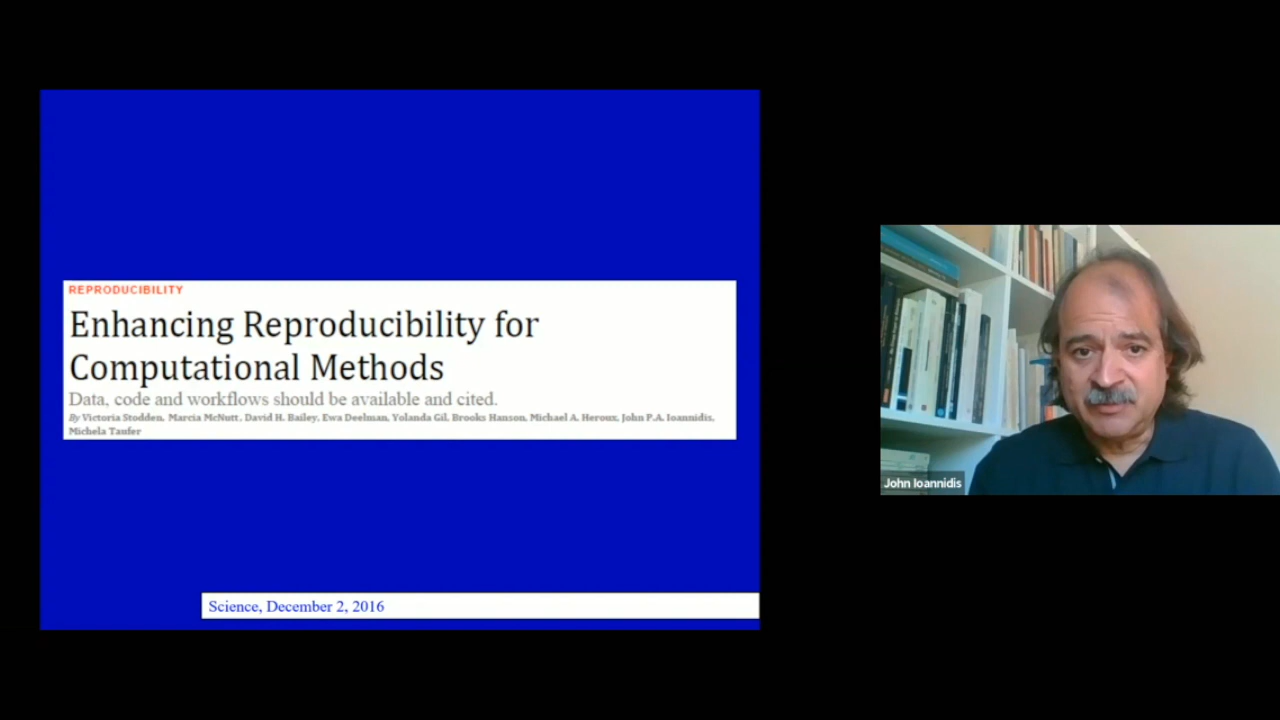 REPRODUCIBILITY
Enhancing Reproducibility for
Computational Methods
Data, code and workflows should be available and cited.
By Victoria Stodden, Marcia McNutt, David H. Bailey, Ewa Deelman, Yolanda Gil, Brooks Hanson, Michael A. Heroux, John P.A. Ioannidis,
Michela Taufer
Science, December 2, 2016
John Ioannidis